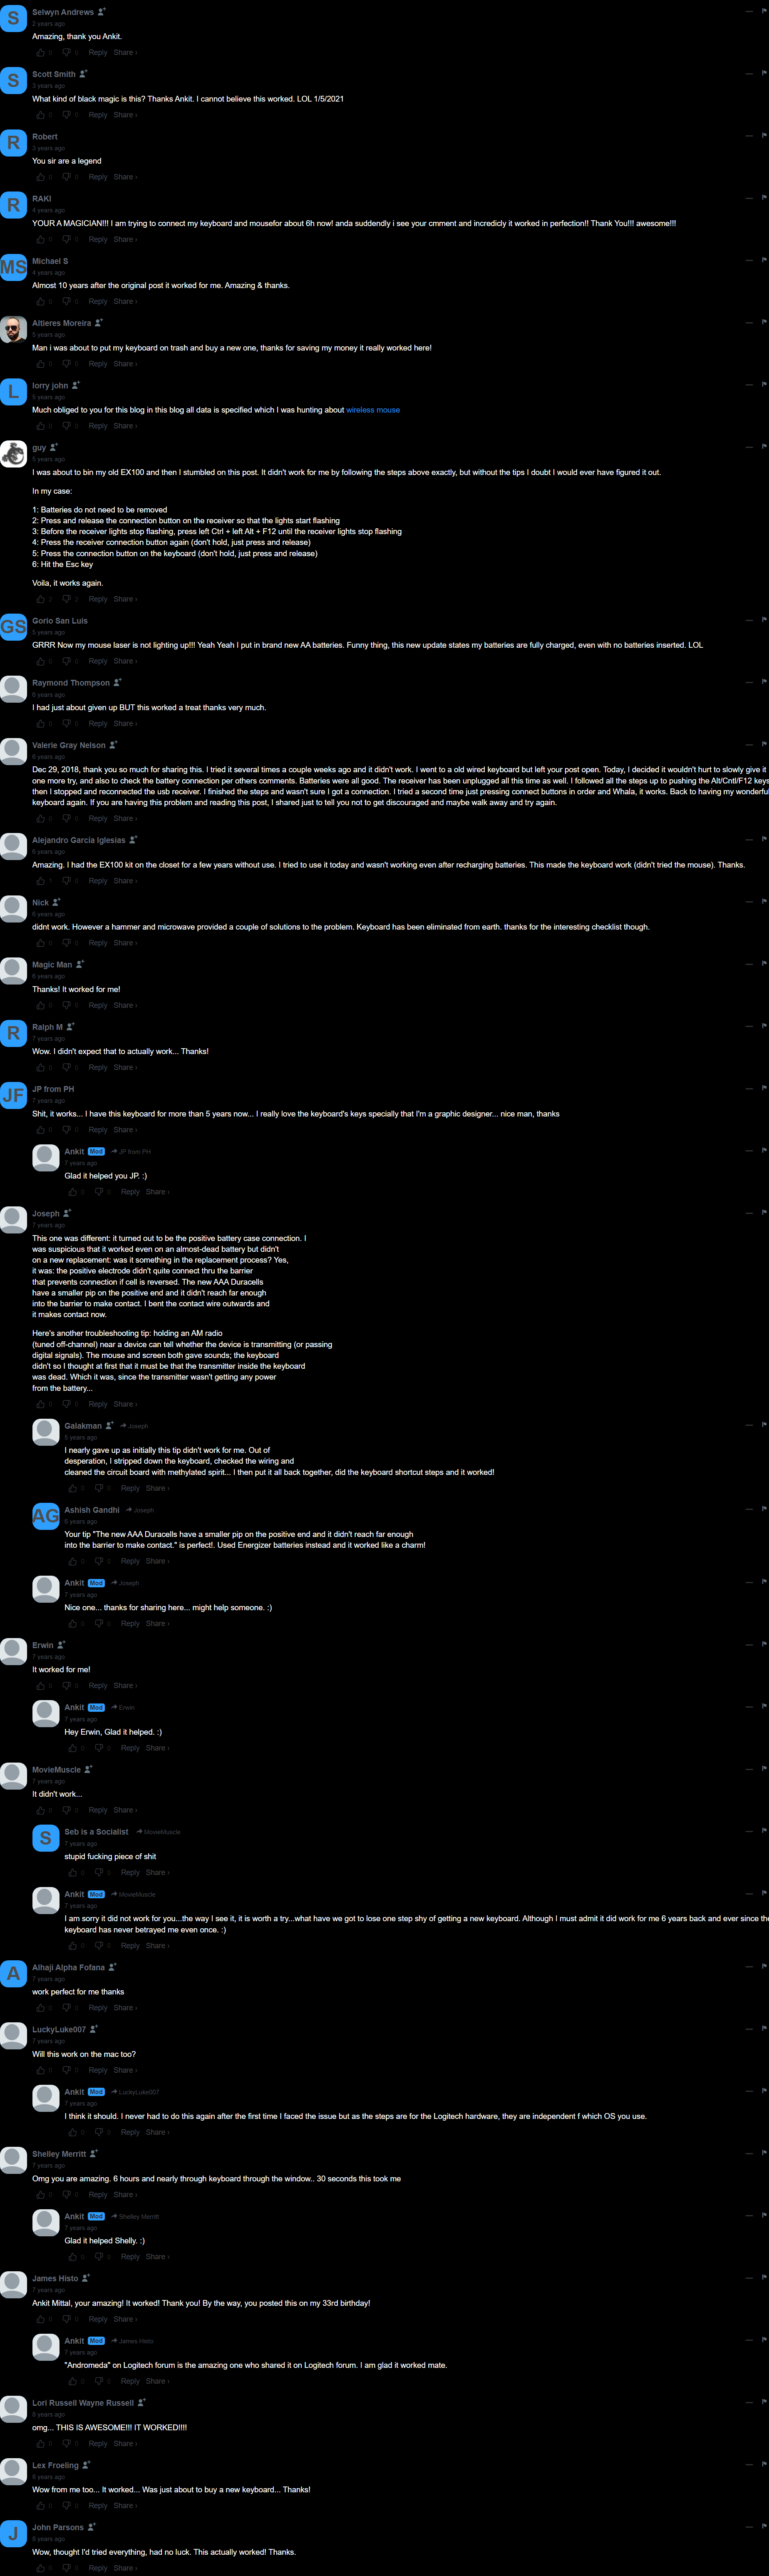 S
Selwyn Andrews
2 years ago
Amazing, thank you Ankit.
0 0 Reply Share ›
S
Scott Smith
3 years ago
What kind of black magic is this? Thanks Ankit. I cannot believe this worked. LOL 1/5/2021
0 0 Reply Share ›
R
Robert
3 years ago
You sir are a legend
0 0 Reply Share ›
R
RAKI
4 years ago
YOUR A MAGICIAN!!! I am trying to connect my keyboard and mousefor about 6h now! anda suddendly i see your cmment and incredicly it worked in perfection!! Thank You!!! awesome!!!
0 0 Reply Share ›
MS
Michael S
4 years ago
Almost 10 years after the original post it worked for me. Amazing & thanks.
0 0 Reply Share ›
Altieres Moreira
5 years ago
Man i was about to put my keyboard on trash and buy a new one, thanks for saving my money it really worked here!
0 0 Reply Share ›
L
lorry john
5 years ago
Much obliged to you for this blog in this blog all data is specified which I was hunting about wireless mouse
0 0 Reply Share ›
guy
5 years ago
I was about to bin my old EX100 and then I stumbled on this post. It didn't work for me by following the steps above exactly, but without the tips I doubt I would ever have figured it out.
In my case:
1: Batteries do not need to be removed
2: Press and release the connection button on the receiver so that the lights start flashing
3: Before the receiver lights stop flashing, press left Ctrl + left Alt + F12 until the receiver lights stop flashing
4: Press the receiver connection button again (don't hold, just press and release)
5: Press the connection button on the keyboard (don't hold, just press and release)
6: Hit the Esc key
Voila, it works again.
Reply Share ›
GS
Gorio San Luis
5 years ago
GRRR Now my mouse laser is not lighting up!!! Yeah Yeah I put in brand new AA batteries. Funny thing, this new update states my batteries are fully charged, even with no batteries inserted. LOL
0 0 Reply Share ›
Raymond Thompson
6 years ago
I had just about given up BUT this worked a treat thanks very much.
0 0 Reply Share ›
Valerie Gray Nelson
6 years ago
Dec 29, 2018, thank you so much for sharing this. I tried it several times a couple weeks ago and it didn't work. I went to a old wired keyboard but left your post open. Today, I decided it wouldn't hurt to slowly give it
one more try, and also to check the battery connection per others comments. Batteries were all good. The receiver has been unplugged all this time as well. I followed all the steps up to pushing the Alt/Cntl/F12 keys
then I stopped and reconnected the usb receiver. I finished the steps and wasn't sure I got a connection. I tried a second time just pressing connect buttons in order and Whala, it works. Back to having my wonderfu
keyboard again. If you are having this problem and reading this post, I shared just to tell you not to get discouraged and maybe walk away and try again.
0 0 Reply Share ›
Alejandro García Iglesias
6 years ago
Amazing. I had the EX100 kit on the closet for a few years without use. I tried to use it today and wasn't working even after recharging batteries. This made the keyboard work (didn't tried the mouse). Thanks.
Reply Share ›
Nick
6 years ago
didnt work. However a hammer and microwave provided a couple of solutions to the problem. Keyboard has been eliminated from earth. thanks for the interesting checklist though.
0 0 Reply Share ›
Magic Man
6 years ago
Thanks! It worked for me!
0 0 Reply Share ›
R
Ralph M
7 years ago
Wow. I didn't expect that to actually work... Thanks!
0 0 Reply Share ›
JF
JP from PH
7 years ago
Shit, it works... I have this keyboard for more than 5 years now... I really love the keyboard's keys specially that I'm a graphic designer... nice man, thanks
0 0 Reply Share ›
Ankit Mod JP from PH
7 years ago
Glad it helped you JP. :)
0 0 Reply Share ›
Joseph
7 years ago
This one was different: it turned out to be the positive battery case connection. I
was suspicious that it worked even on an almost-dead battery but didn't
on a new replacement: was it something in the replacement process? Yes,
it was: the positive electrode didn't quite connect thru the barrier
that prevents connection if cell is reversed. The new AAA Duracells
have a smaller pip on the positive end and it didn't reach far enough
into the barrier to make contact. I bent the contact wire outwards and
it makes contact now.
Here's another troubleshooting tip: holding an AM radio
(tuned off-channel) near a device can tell whether the device is transmitting (or passing
digital signals). The mouse and screen both gave sounds; the keyboard
didn't so I thought at first that it must be that the transmitter inside the keyboard
was dead. Which it was, since the transmitter wasn't getting any power
from the battery...
0 0 Reply Share ›
Galakman Joseph
5 years ago
I nearly gave up as initially this tip didn't work for me. Out of
desperation, I stripped down the keyboard, checked the wiring and
cleaned the circuit board with methylated spirit... I then put it all back together, did the keyboard shortcut steps and it worked!
0 0 Reply Share ›
AG
Ashish Gandhi Joseph
6 years ago
Your tip "The new AAA Duracells have a smaller pip on the positive end and it didn't reach far enough
into the barrier to make contact." is perfect!. Used Energizer batteries instead and it worked like a charm!
0 0 Reply Share ›
Ankit Mod Joseph
7 years ago
Nice one... thanks for sharing here... might help someone. :)
0 0 Reply Share ›
Erwin
7 years ago
It worked for me!
0 0 Reply Share ›
Ankit Mod Erwin
7 years ago
Hey Erwin, Glad it helped. :)
0 0 Reply Share ›
MovieMuscle
7 years ago
It didn't work...
0 0 Reply Share ›
S
Seb is a Socialist MovieMuscle
7 years ago
stupid fucking piece of shit
0 0 Reply Share ›
Ankit Mod MovieMuscle
7 years ago
I am sorry it did not work for you...the way I see it, it is worth a try...what have we got to lose one step shy of getting a new keyboard. Although I must admit it did work for me 6 years back and ever since the
keyboard has never betrayed me even once. :)
0 0 Reply Share ›
A
Alhaji Alpha Fofana
7 years ago
work perfect for me thanks
0 0 Reply Share ›
LuckyLuke007
7 years ago
Will this work on the mac too?
0 0 Reply Share ›
Ankit Mod LuckyLuke007
7 years ago
I think it should. I never had to do this again after the first time I faced the issue but as the steps are for the Logitech hardware, they are independent f which OS you use.
0 0 Reply Share ›
Shelley Merritt
7 years ago
Omg you are amazing. 6 hours and nearly through keyboard through the window.. 30 seconds this took me
0 0 Reply Share ›
Ankit Mod Shelley Merritt
7 years ago
Glad it helped Shelly. :)
0 0 Reply Share ›
James Histo
7 years ago
Ankit Mittal, your amazing! It worked! Thank you! By the way, you posted this on my 33rd birthday!
0 0 Reply Share ›
Ankit Mod James Histo
7 years ago
"Andromeda" on Logitech forum is the amazing one who shared it on Logitech forum. I am glad it worked mate.
0 0 Reply Share ›
Lori Russell Wayne Russell
8 years ago
omg... THIS IS AWESOME!!! IT WORKED!!!!
0 0 Reply Share ›
Lex Froeling
8 years ago
Wow from me too... It worked... Was just about to buy a new keyboard... Thanks!
0 0 Reply Share ›
J
John Parsons
8 years ago
Wow, thought I'd tried everything, had no luck. This actually worked! Thanks.
0 0 Reply Share ›